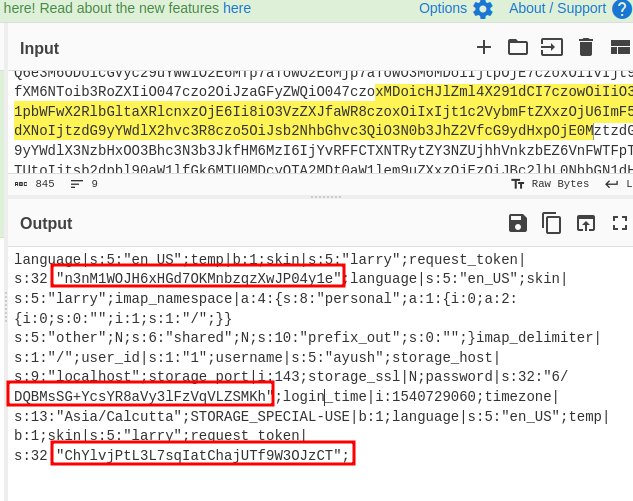 here! Read about the new features here
Options
About / Support
Input
fXM6NToib3RoZXIiO047czo2OiJzaGFyZWQiO047czoxMDoicHJlZml4X291dCI7czowOiIiO3
1pbWFwX2RlbGltaXRlcnxzOjE6Ii8iO3VzZXJfaWR8czoxOiIxIjt1c2VybmFtZXxzOjU6ImF5
dXNoIjtzdG9yYWdlX2hvc3R8czo5OiJsb2NhbGhvc3QiO3N0b3JhZ2VfcG9ydHxpOjE0MztzdG
9yYWdlX3NzbHxOO3Bhc3N3b3JkfHM6MzI6IjYvRFFCTXNTRytZY3NZUjhhVnkzbEZ6VnFWTFpT
ABC 845 9 Raw Bytes L
Output
language|s:5:"en_US";temp|b:1;skin|s:5:"larry";request_token|
s:32 "n3nM1WOJH6xHGd7OKMnbzqzXwJP04y1e";language|s:5:"en_US";skin|
s:5:"larry";imap_namespace|a:4:{s:8:"personal";a:1:{i:0;a:2:
{i:0;s:0:"";i:1;s:1:"/";}}
s:5:"other";N;s:6:"shared";N;s:10:"prefix_out";s:0:"";}imap_delimiter|
s:1:"/";user_id|s:1:"1";username|s:5:"ayush";storage_host|
s:9:"localhost";storage_port|i:143;storage_ssl|N;password|s:32:"6/
DQBMsSG+YcsYR8aVy3lFzVqVLZSMKh";login_time|i:1540729060;timezone|
s:13:"Asia/Calcutta";STORAGE_SPECIAL-USE|b:1;language|s:5:"en_US";temp|
b:1;skin|s:5:"larry";request_token|
s:32 "ChYlvjPtL3L7sqIatChajUTf9W3OJzCT";